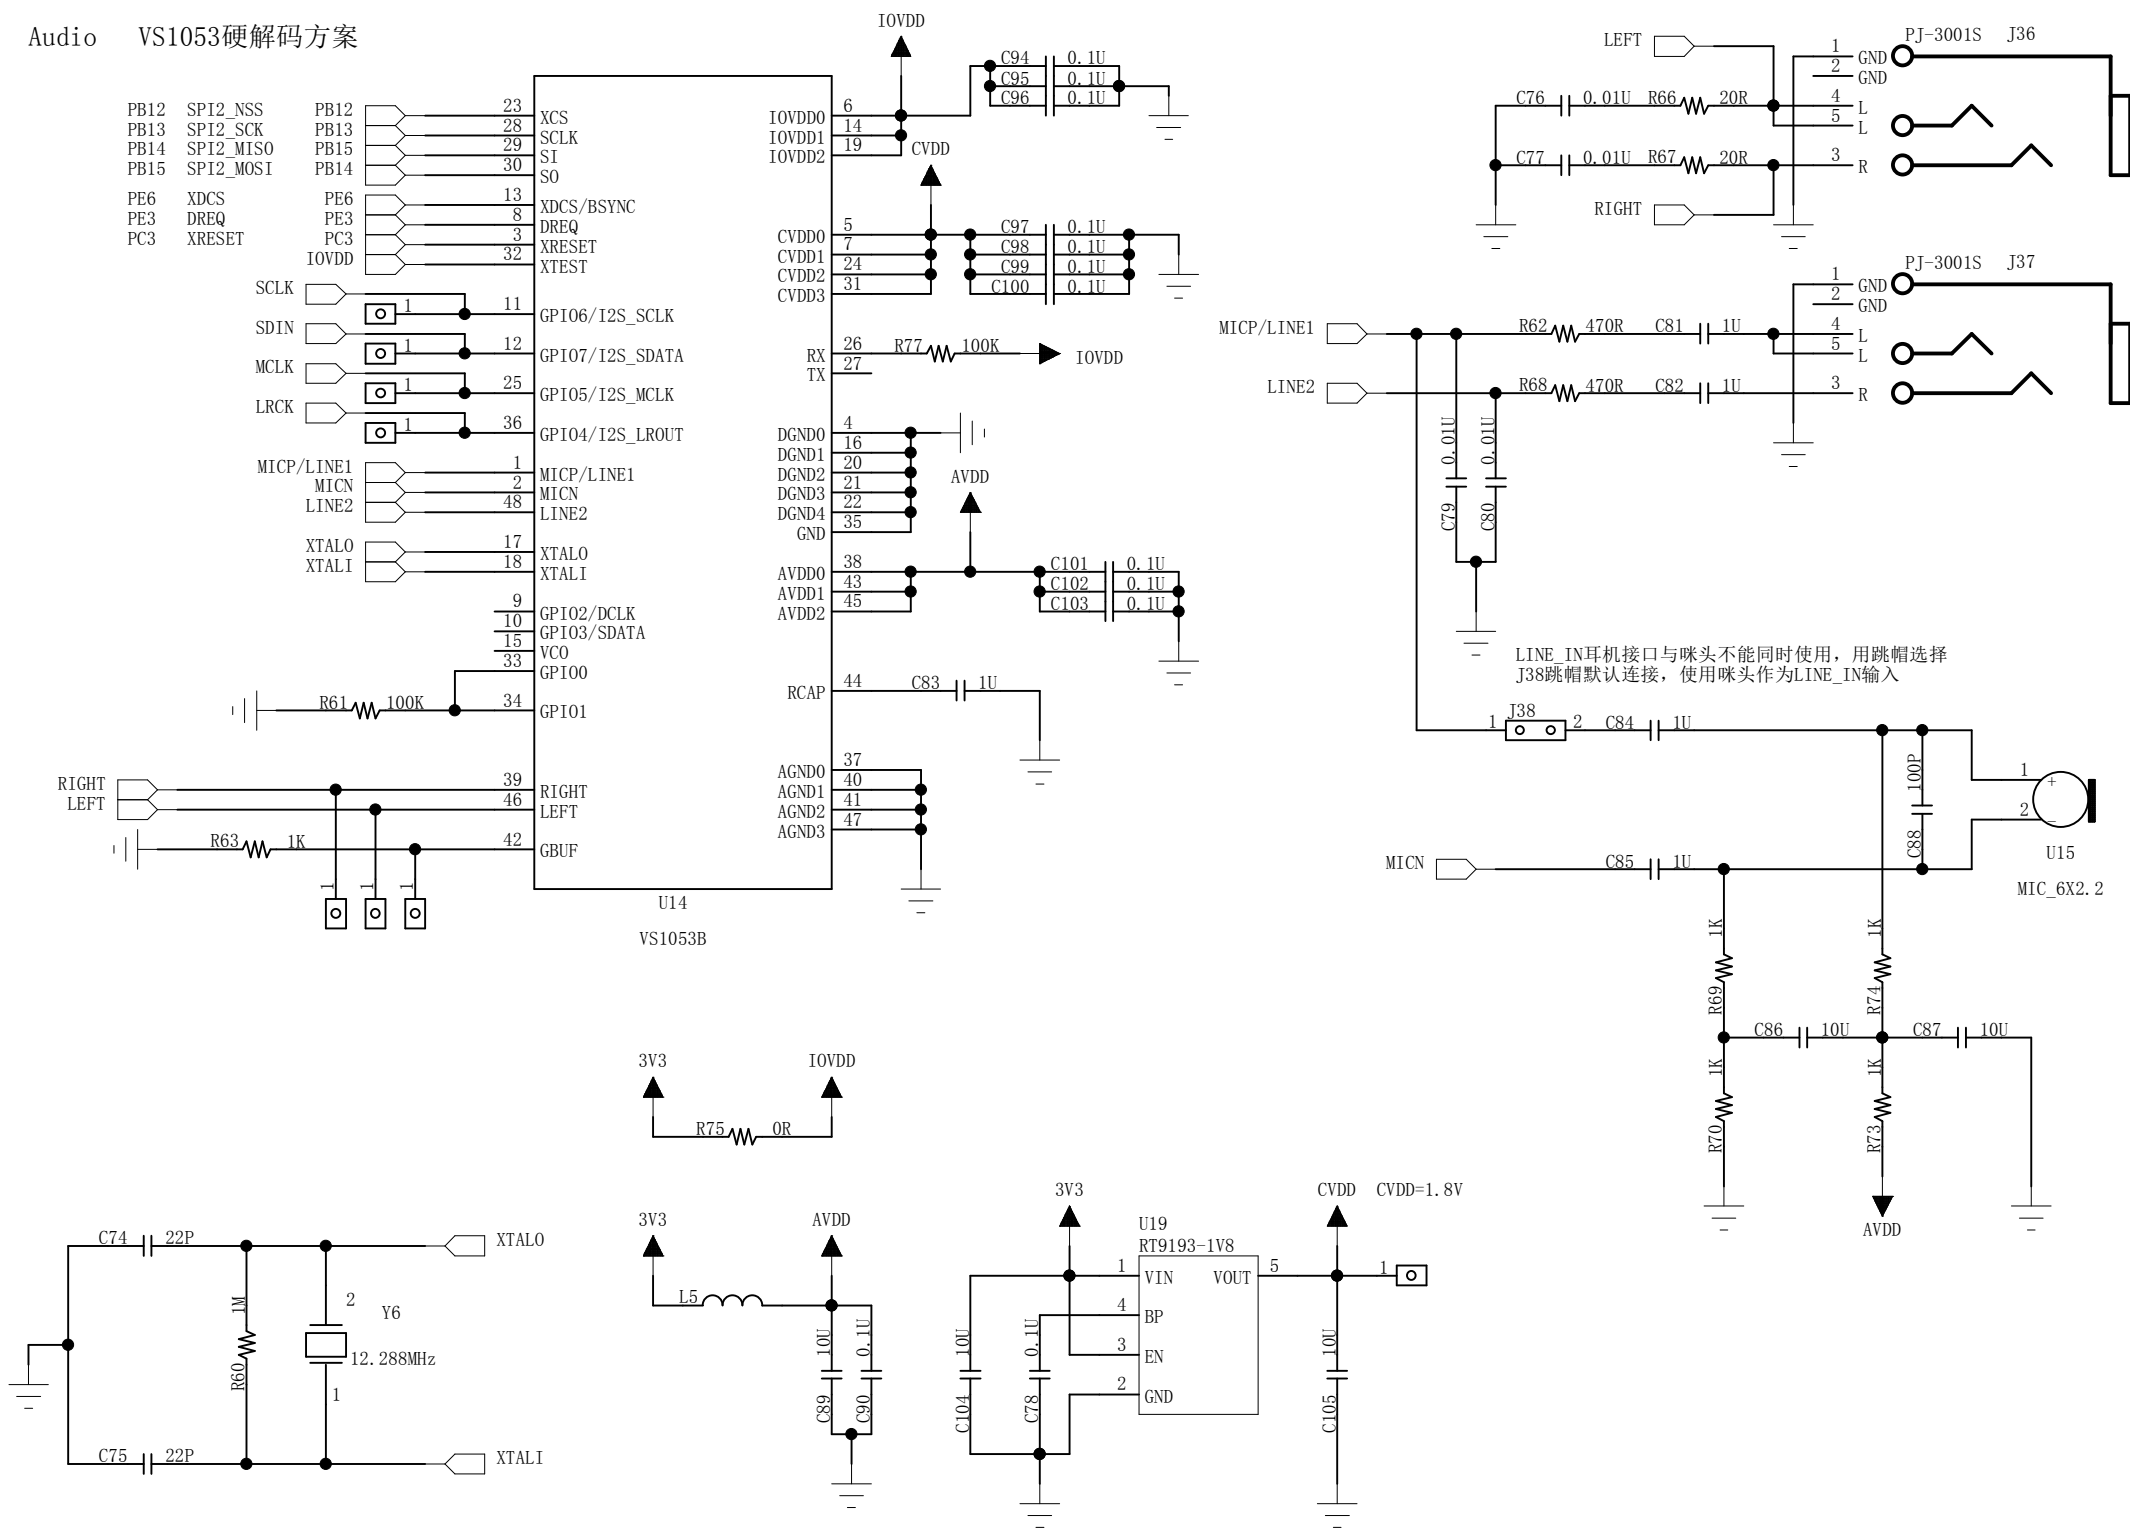 Audio VS1053硬解码方案
PB12 SPI2_NSS
PB13 SPI2_SCK
PB14 SPI2_MISO
PB15 SPI2_MOSI
PE6 XDCS
PE3 DREQ
PC3 XRESET
PB12 23 XCS
PB13 28 SCLK
PB15 29 SI
PB14 30 SO
PE6 13 XDCS/BSYNC
PE3 8 DREQ
PC3 3 XRESET
IOVDD 32 XTEST
SCLK 1 11 GPIO6/I2S_SCLK
SDIN 1 12 GPIO7/I2S_SDATA
MCLK 1 25 GPIO5/I2S_MCLK
LRCK 1 36 GPIO4/I2S_LROUT
MICP/LINE1 1 MICP/LINE1
MICN 2 MICN
LINE2 48 LINE2
XTALO 17 XTALO
XTALI 18 XTALI
9 GPIO2/DCLK
10 GPIO3/SDATA
15 VCO
33 GPIO0
R61 100K 34 GPIO1
RIGHT 39 RIGHT
LEFT 46 LEFT
R63 1K 42 GBUF
1 1 1
U14
VS1053B
IOVDD
IOVDD0 6
IOVDD1 14
IOVDD2 19
C94 0.1U
C95 0.1U
C96 0.1U
CVDD
CVDD0 5
CVDD1 7
CVDD2 24
CVDD3 31
C97 0.1U
C98 0.1U
C99 0.1U
C100 0.1U
RX 26 R77 100K IOVDD
TX 27
DGND0 4
DGND1 16
DGND2 20
DGND3 21
DGND4 22
GND 35
AVDD
AVDD0 38
AVDD1 43
AVDD2 45
C101 0.1U
C102 0.1U
C103 0.1U
RCAP 44 C83 1U
AGND0 37
AGND1 40
AGND2 41
AGND3 47
LEFT
PJ-3001S J36
1 GND
2 GND
C76 0.01U R66 20R 4 L
5 L
C77 0.01U R67 20R 3 R
RIGHT
PJ-3001S J37
1 GND
2 GND
MICP/LINE1 R62 470R C81 1U 4 L
5 L
LINE2 R68 470R C82 1U 3 R
C79 0.01U
C80 0.01U
LINE_IN耳机接口与咪头不能同时使用，用跳帽选择
J38跳帽默认连接，使用咪头作为LINE_IN输入
1 J38 2 C84 1U
C88 100P
1 +
2 −
U15
MIC_6X2.2
MICN C85 1U
R69 1K
R74 1K
C86 10U C87 10U
R70 1K
R73 1K
AVDD
3V3 IOVDD
R75 0R
3V3 AVDD
L5
C89 10U
C90 0.1U
3V3
U19
RT9193-1V8
1 VIN
4 BP
3 EN
2 GND
VOUT 5
C104 10U
C78 0.1U
CVDD CVDD=1.8V
1
C105 10U
C74 22P XTALO
R60 1M
2
Y6
12.288MHz
1
C75 22P XTALI